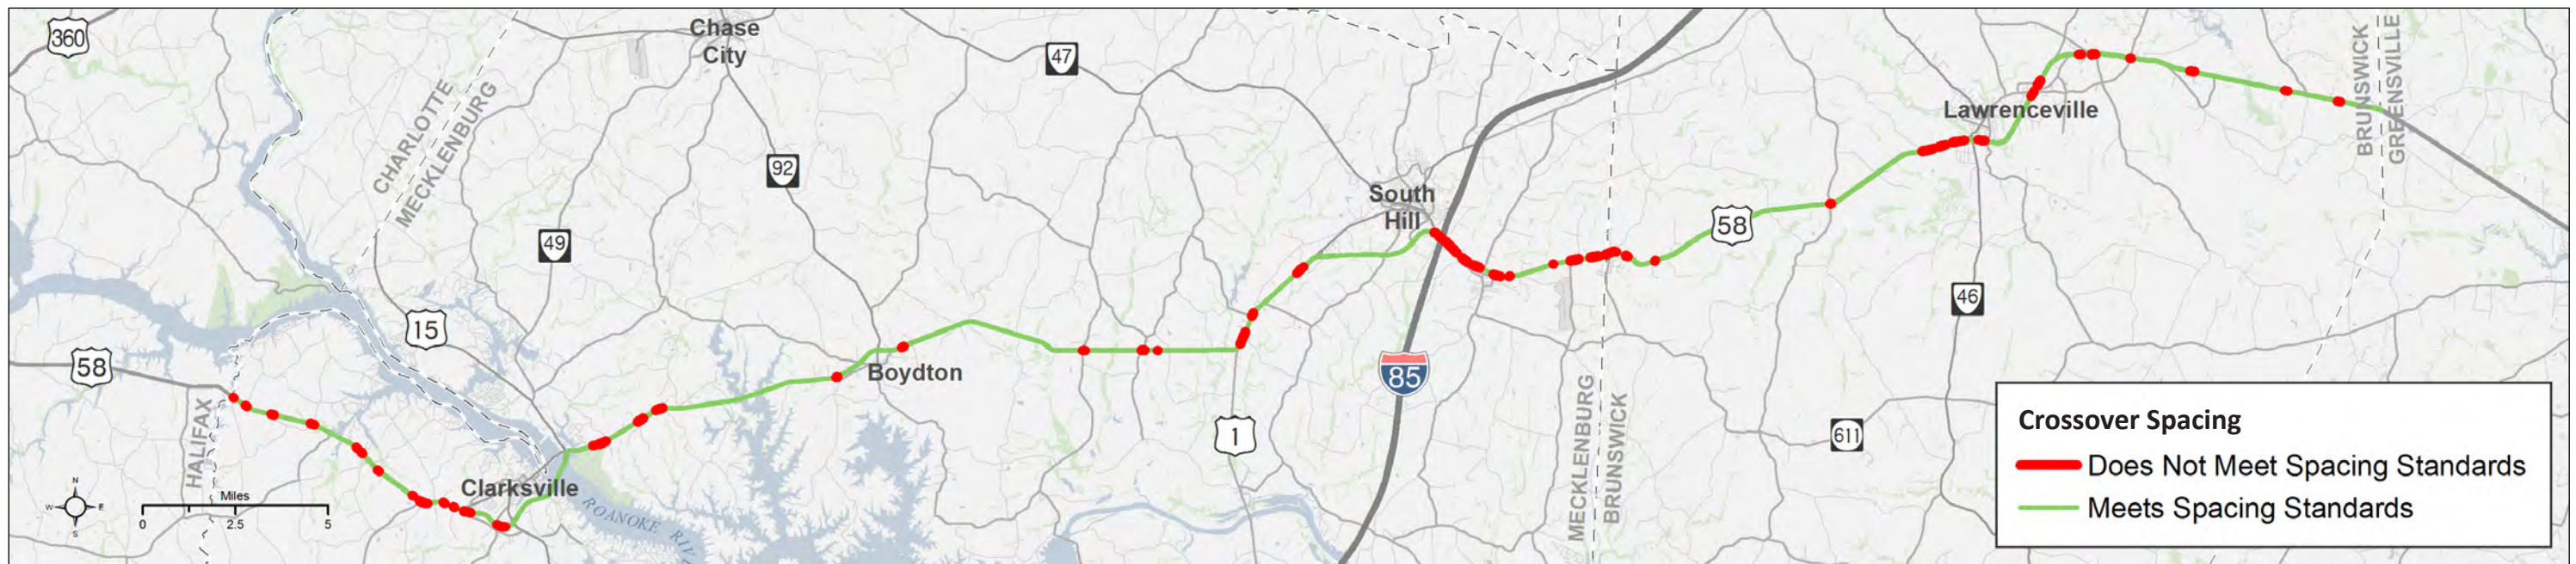 360
Chase
City
47
CHARLOTTE
MECKLENBURG
92
49
15
58
HALIFAX
Clarksville
ROANOKE RIV
Boydton
South
Hill
1
85
MECKLENBURG
BRUNSWICK
58
Lawrenceville
46
611
BRUNSWICK
GREENSVILLE
N
W
E
S
Miles
0
2.5
5
Crossover Spacing
Does Not Meet Spacing Standards
Meets Spacing Standards